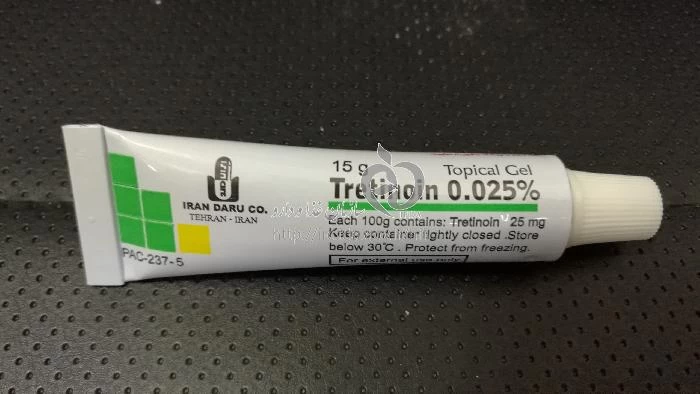 15 g Topical Gel
Tretinoin 0.025%
Each 100g contains: Tretinoin 25 mg
Keep container tightly closed .Store
below 30°C . Protect from freezing.
For external use only
IRAN DARU CO.
TEHRAN - IRAN
PAC-237-5